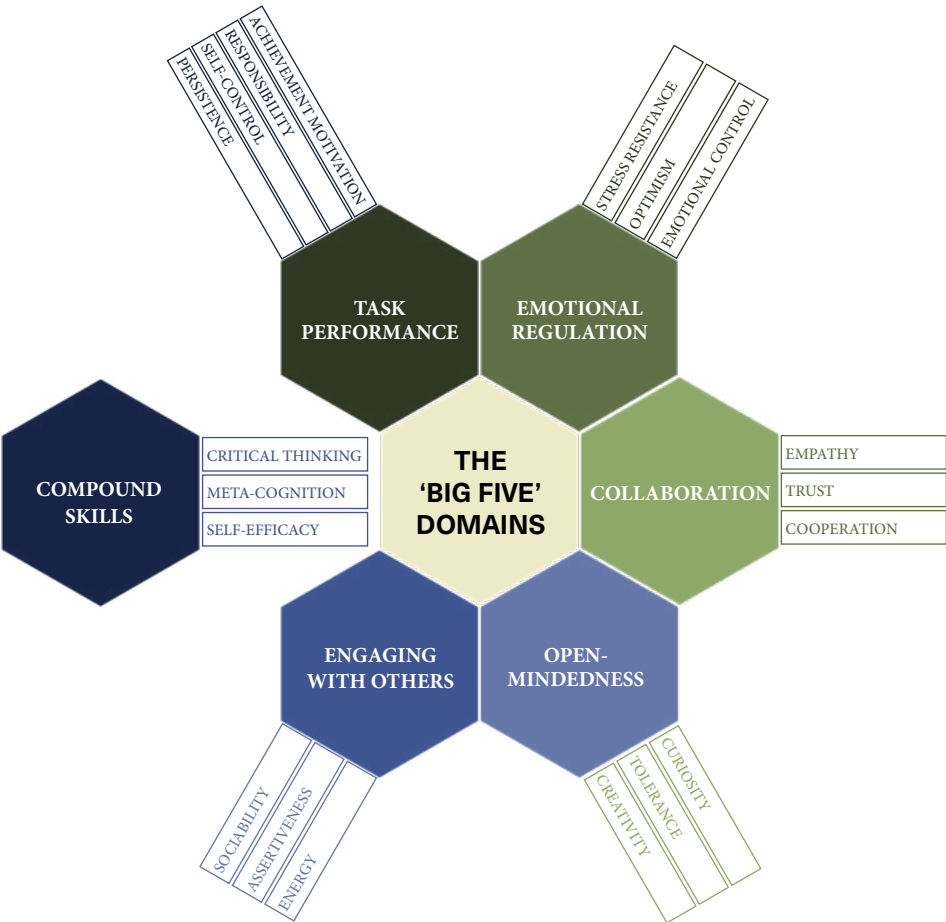 PERSISTENCE
SELF-CONTROL
RESPONSIBILITY
ACHIEVEMENT MOTIVATION
STRESS RESISTANCE
OPTIMISM
EMOTIONAL CONTROL
TASK
PERFORMANCE
EMOTIONAL
REGULATION
COMPOUND
SKILLS
CRITICAL THINKING
META-COGNITION
SELF-EFFICACY
THE
‘BIG FIVE’
DOMAINS
COLLABORATION
EMPATHY
TRUST
COOPERATION
ENGAGING
WITH OTHERS
OPEN-
MINDEDNESS
SOCIABILITY
ASSERTIVENESS
ENERGY
CREATIVITY
TOLERANCE
CURIOSITY